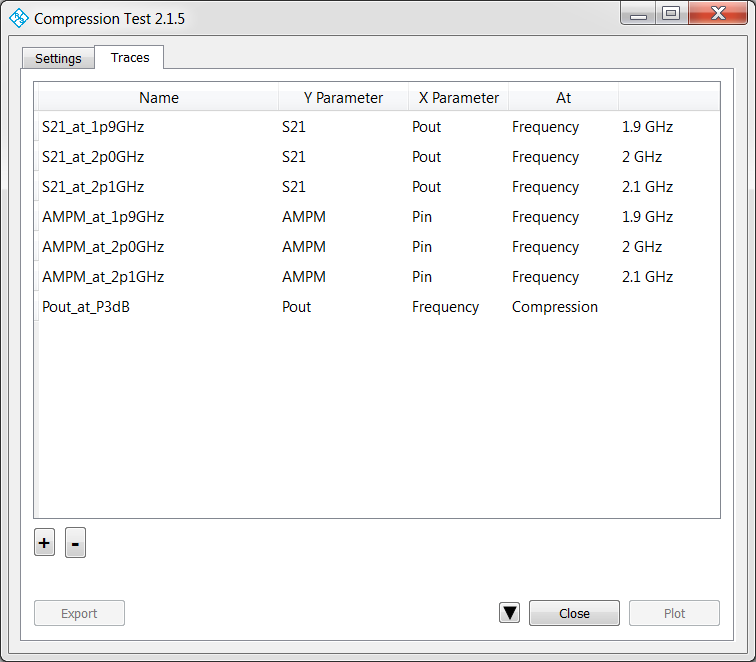 Compression Test 2.1.5
Settings Traces
Name Y Parameter X Parameter At
S21_at_1p9GHz S21 Pout Frequency 1.9 GHz
S21_at_2p0GHz S21 Pout Frequency 2 GHz
S21_at_2p1GHz S21 Pout Frequency 2.1 GHz
AMPM_at_1p9GHz AMPM Pin Frequency 1.9 GHz
AMPM_at_2p0GHz AMPM Pin Frequency 2 GHz
AMPM_at_2p1GHz AMPM Pin Frequency 2.1 GHz
Pout_at_P3dB Pout Frequency Compression
+ -
Export Close Plot